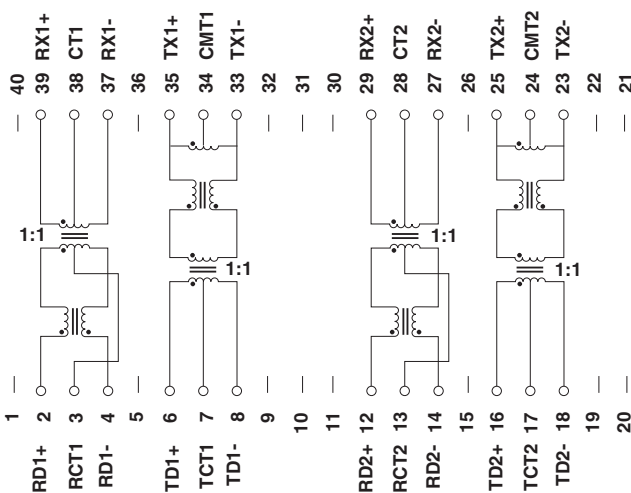 40
39 RX1+
38 CT1
37 RX1-
36
35 TX1+
34 CMT1
33 TX1-
32
31
30
29 RX2+
28 CT2
27 RX2-
26
25 TX2+
24 CMT2
23 TX2-
22
21
1:1
1:1
1:1
1:1
1
RD1+ 2
RCT1 3
RD1- 4
5
TD1+ 6
TCT1 7
TD1- 8
9
10
11
RD2+ 12
RCT2 13
RD2- 14
15
TD2+ 16
TCT2 17
TD2- 18
19
20